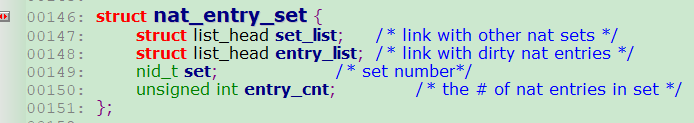 00146: struct nat_entry_set {
00147: struct list_head set_list; /* link with other nat sets */
00148: struct list_head entry_list; /* link with dirty nat entries */
00149: nid_t set; /* set number*/
00150: unsigned int entry_cnt; /* the # of nat entries in set */
00151: };